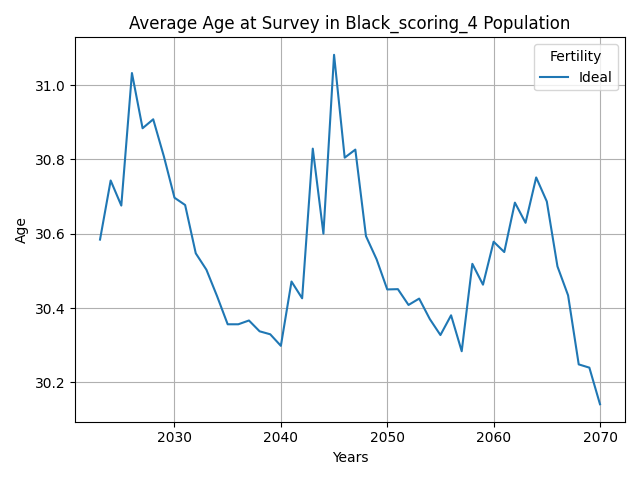 Average Age at Survey in Black_scoring_4 Population
Fertility
Ideal
31.0
30.8
30.6
30.4
30.2
Age
2030 2040 2050 2060 2070
Years